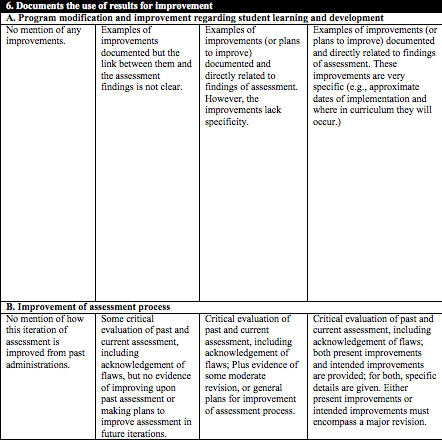 6. Documents the use of results for improvement
A. Program modification and improvement regarding student learning and development
No mention of any
improvements.
Examples of
improvements
documented but the
link between them and
the assessment
findings is not clear.
Examples of
improvements (or plans
to improve)
documented and
directly related to
findings of assessment.
However, the
improvements lack
specificity.
Examples of improvements (or
plans to improve) documented
and directly related to findings
of assessment. These
improvements are very
specific (e.g., approximate
dates of implementation and
where in curriculum they will
occur.)
B. Improvement of assessment process
No mention of how
this iteration of
assessment is
improved from past
administrations.
Some critical
evaluation of past and
current assessment,
including
acknowledgement of
flaws, but no evidence
of improving upon
past assessment or
making plans to
improve assessment in
future iterations.
Critical evaluation of
past and current
assessment, including
acknowledgement of
flaws; Plus evidence of
some moderate
revision, or general
plans for improvement
of assessment process.
Critical evaluation of past and
current assessment, including
acknowledgement of flaws;
both present improvements
and intended improvements
are provided; for both, specific
details are given. Either
present improvements or
intended improvements must
encompass a major revision.